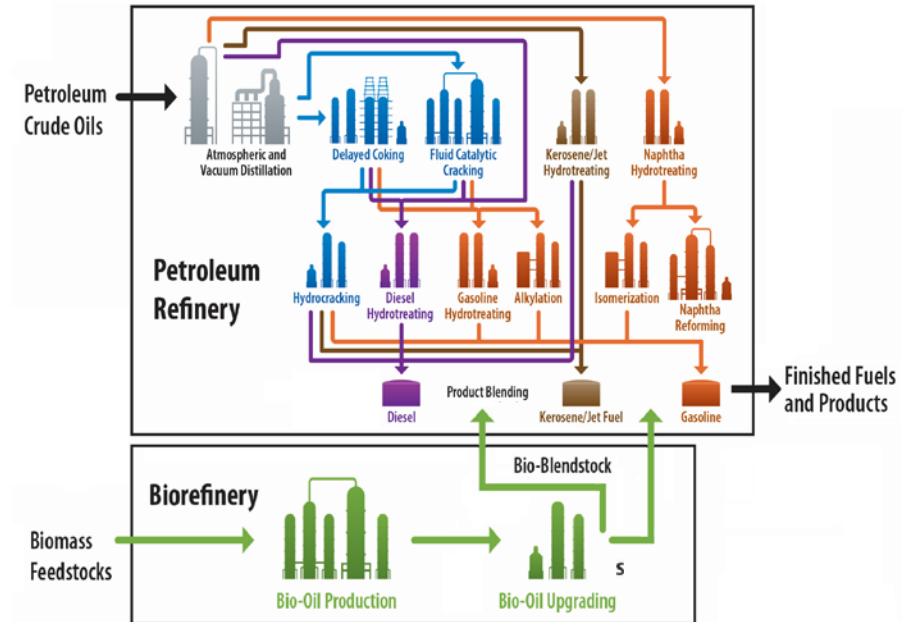 Petroleum
Crude Oils
Atmospheric and
Vacuum Distillation
Delayed Coking
Fluid Catalytic
Cracking
Kerosene/Jet
Hydrotreating
Naphtha
Hydrotreating
Petroleum
Refinery
Hydrocracking
Diesel
Hydrotreating
Gasoline
Hydrotreating
Alkylation
Isomerization
Naphtha
Reforming
Diesel
Product Blending
Kerosene/Jet Fuel
Gasoline
Finished Fuels
and Products
Bio-Blendstock
Biorefinery
Biomass
Feedstocks
Bio-Oil Production
Bio-Oil Upgrading
S